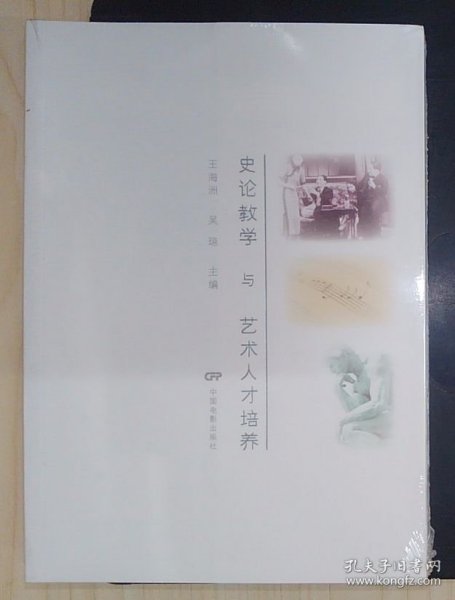 史论教学 与 艺术人才培养
王海洲 吴琼 主编
CFP
中国电影出版社
孔夫子旧书网
www.kongfz.com